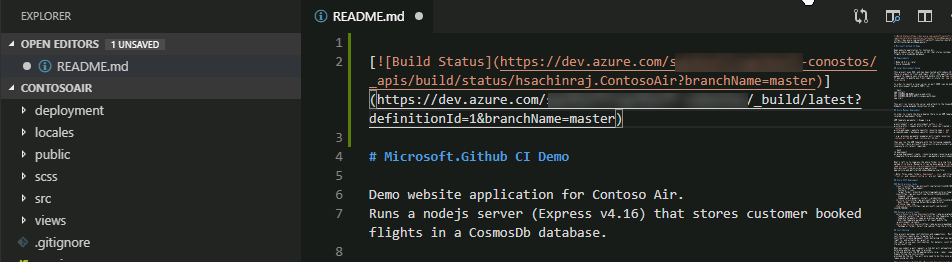 EXPLORER
OPEN EDITORS 1 UNSAVED
README.md
CONTOSOAIR
deployment
locales
public
scss
src
views
.gitignore
README.md
1
2 [![Build Status](https://dev.azure.com/s -conostos/
_apis/build/status/hsachinraj.ContosoAir?branchName=master)]
(https://dev.azure.com/ /_build/latest?
definitionId=1&branchName=master)
3
4 # Microsoft.Github CI Demo
5
6 Demo website application for Contoso Air.
7 Runs a nodejs server (Express v4.16) that stores customer booked
flights in a CosmosDb database.
8